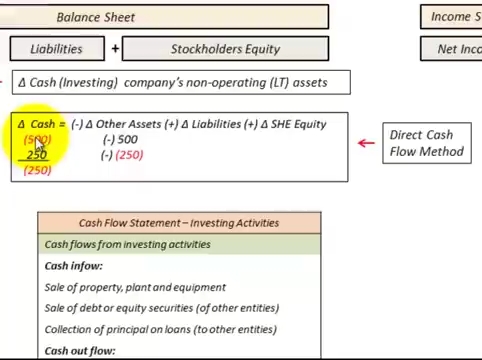 Balance Sheet
Income S
Liabilities + Stockholders Equity
Net Inco
Δ Cash (Investing) company's non-operating (LT) assets
Δ Cash = (-) Δ Other Assets (+) Δ Liabilities (+) Δ SHE Equity
(500) (-) 500
250 (-) (250)
(250)
Direct Cash
Flow Method
Cash Flow Statement – Investing Activities
Cash flows from investing activities
Cash infow:
Sale of property, plant and equipment
Sale of debt or equity securities (of other entities)
Collection of principal on loans (to other entities)
Cash out flow: